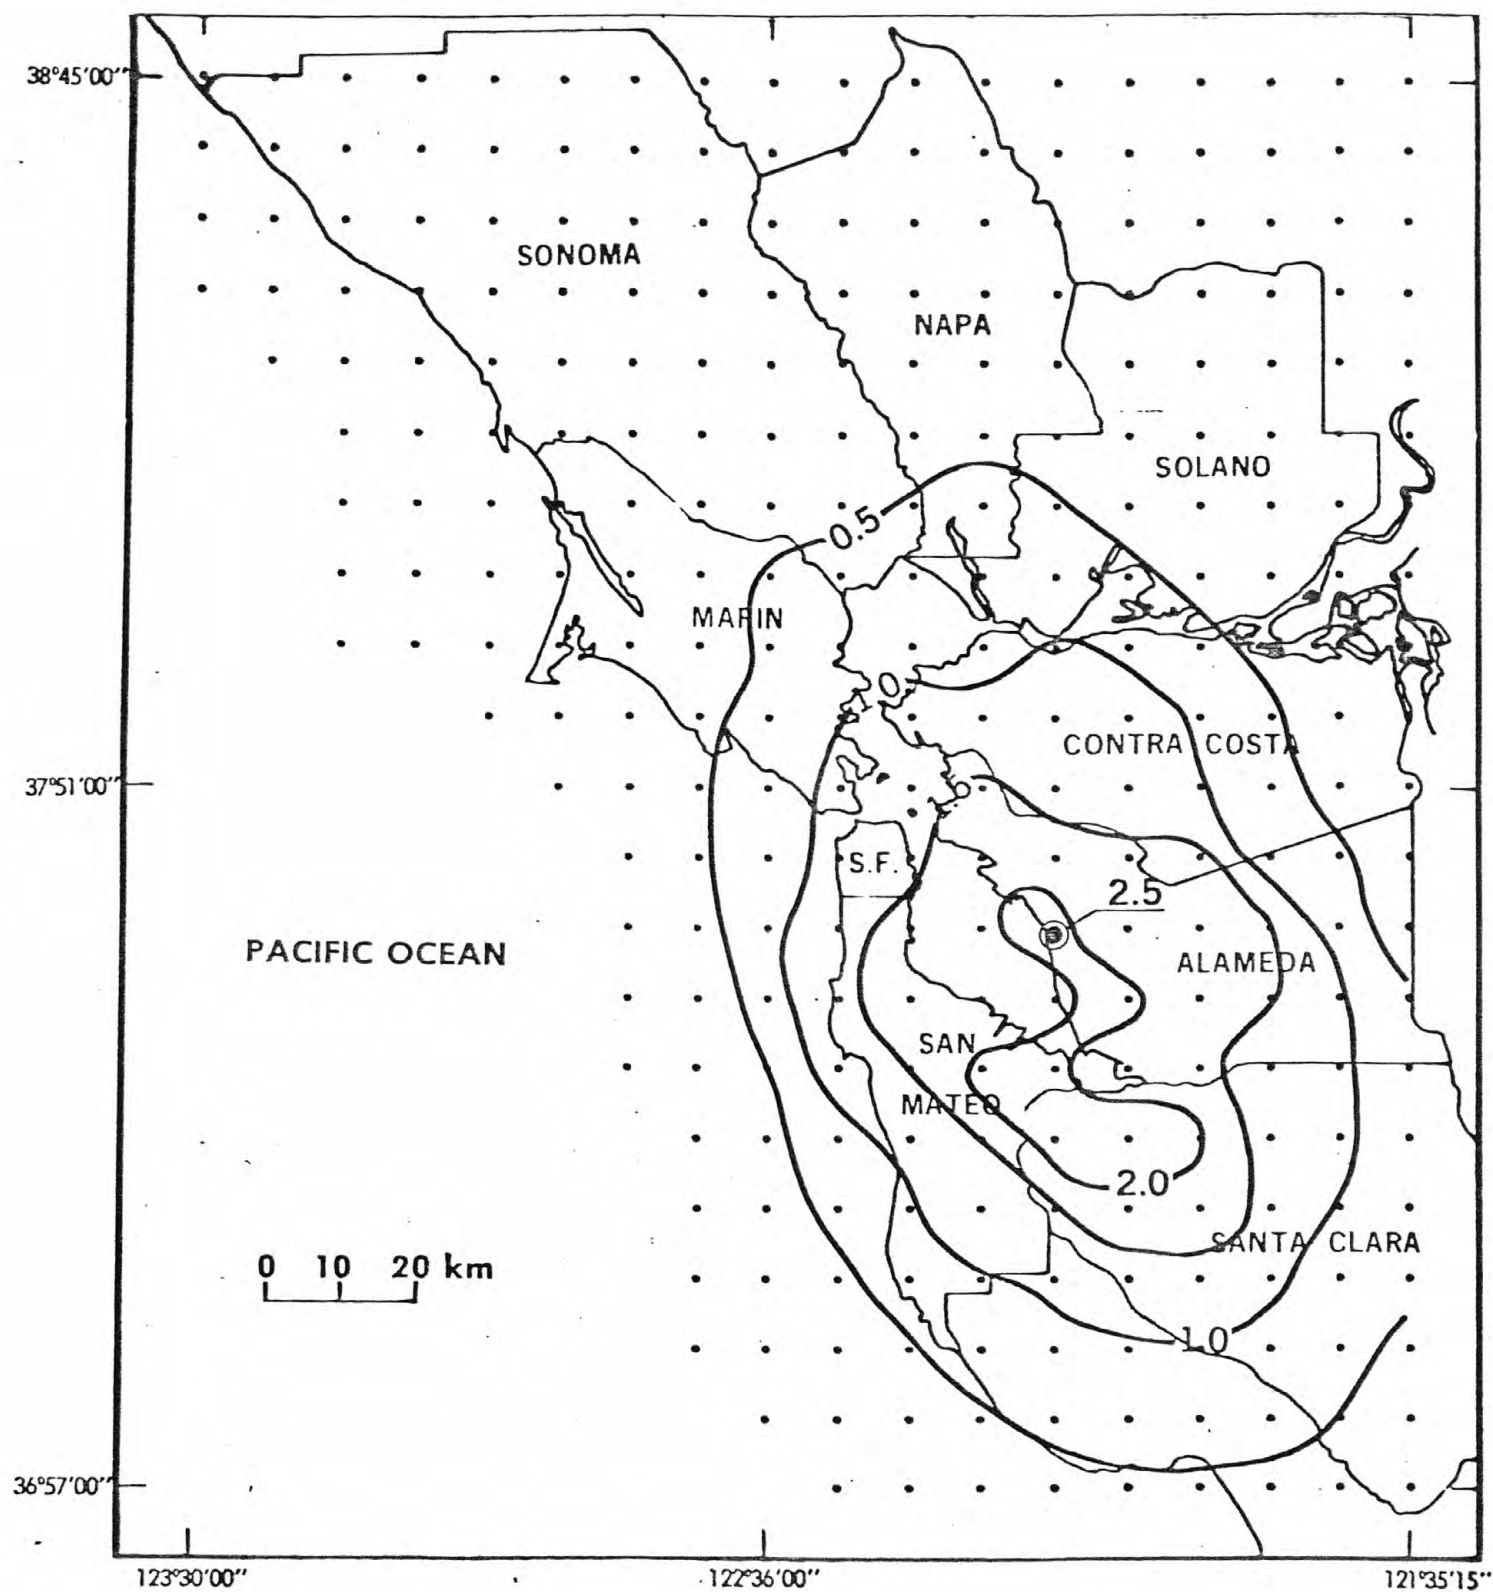 38°45'00"
SONOMA
NAPA
SOLANO
0.5
MARIN
1.0
CONTRA COSTA
37°51'00"
S.F.
2.5
PACIFIC OCEAN
ALAMEDA
SAN
MATEO
2.0
SANTA CLARA
0 10 20 km
1.0
36°57'00"
123°30'00"
122°36'00"
121°35'15"